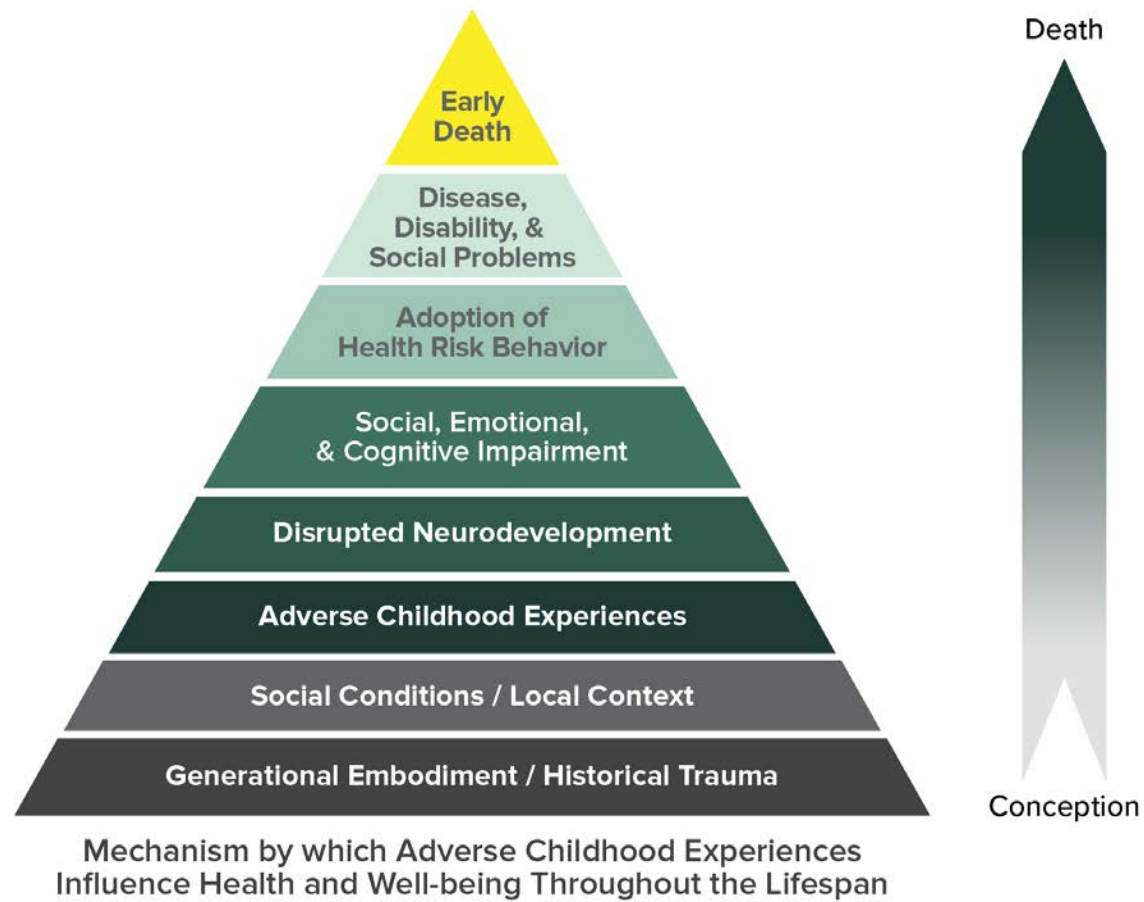 Death
Early
Death
Disease,
Disability, &
Social Problems
Adoption of
Health Risk Behavior
Social, Emotional,
& Cognitive Impairment
Disrupted Neurodevelopment
Adverse Childhood Experiences
Social Conditions / Local Context
Generational Embodiment / Historical Trauma
Conception
Mechanism by which Adverse Childhood Experiences
Influence Health and Well-being Throughout the Lifespan